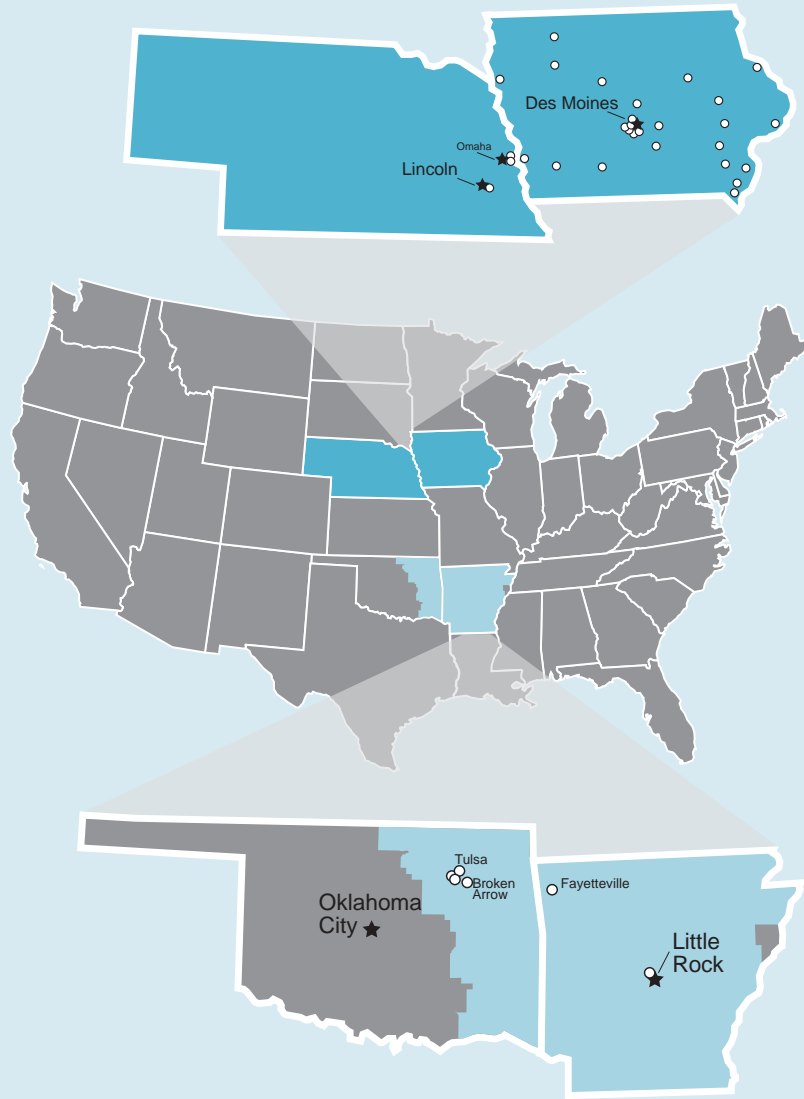 Des Moines
Omaha
Lincoln
Tulsa
Broken
Arrow
Fayetteville
Oklahoma
City
Little
Rock